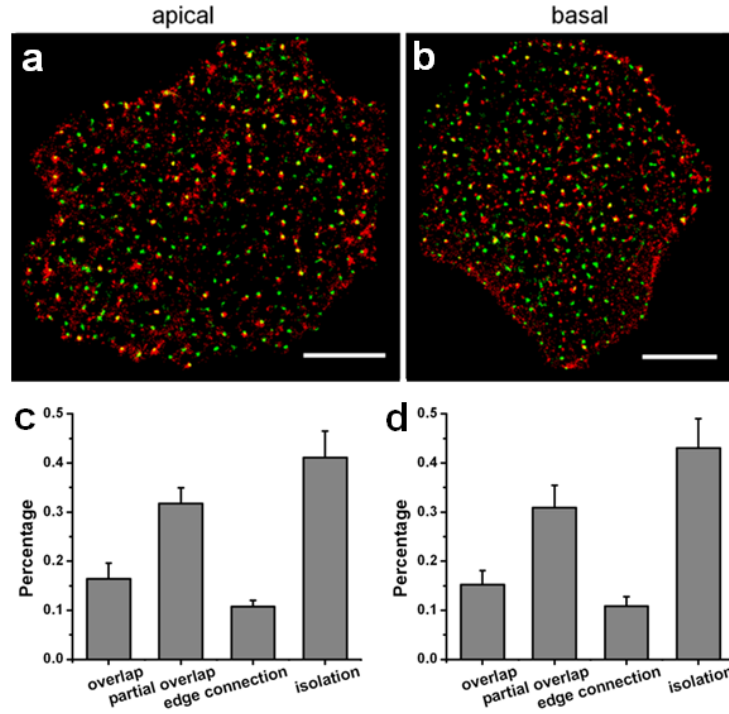 apical basal
a b
c d
0.5 0.5
0.4 0.4
0.3 0.3
0.2 0.2
0.1 0.1
0.0 0.0
Percentage Percentage
overlap partial overlap edge connection isolation
overlap partial overlap edge connection isolation